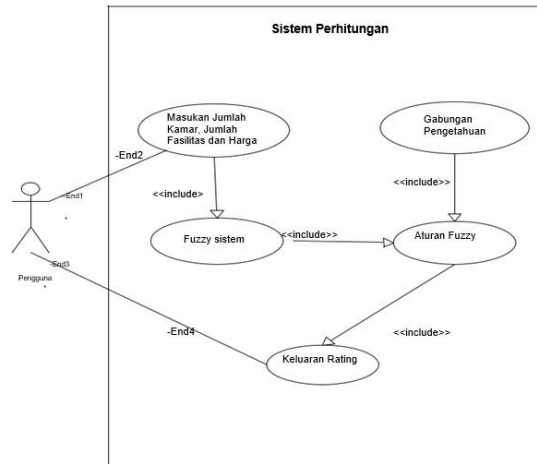 Sistem Perhitungan
Masukan Jumlah
Kamar, Jumlah
Fasilitas dan Harga
Gabungan
Pengetahuan
-End2
-End1
*
<<include>
<<include>>
Fuzzy sistem
<<include>>
Aturan Fuzzy
-End3
Pengguna
*
-End4
<<include>>
Keluaran Rating